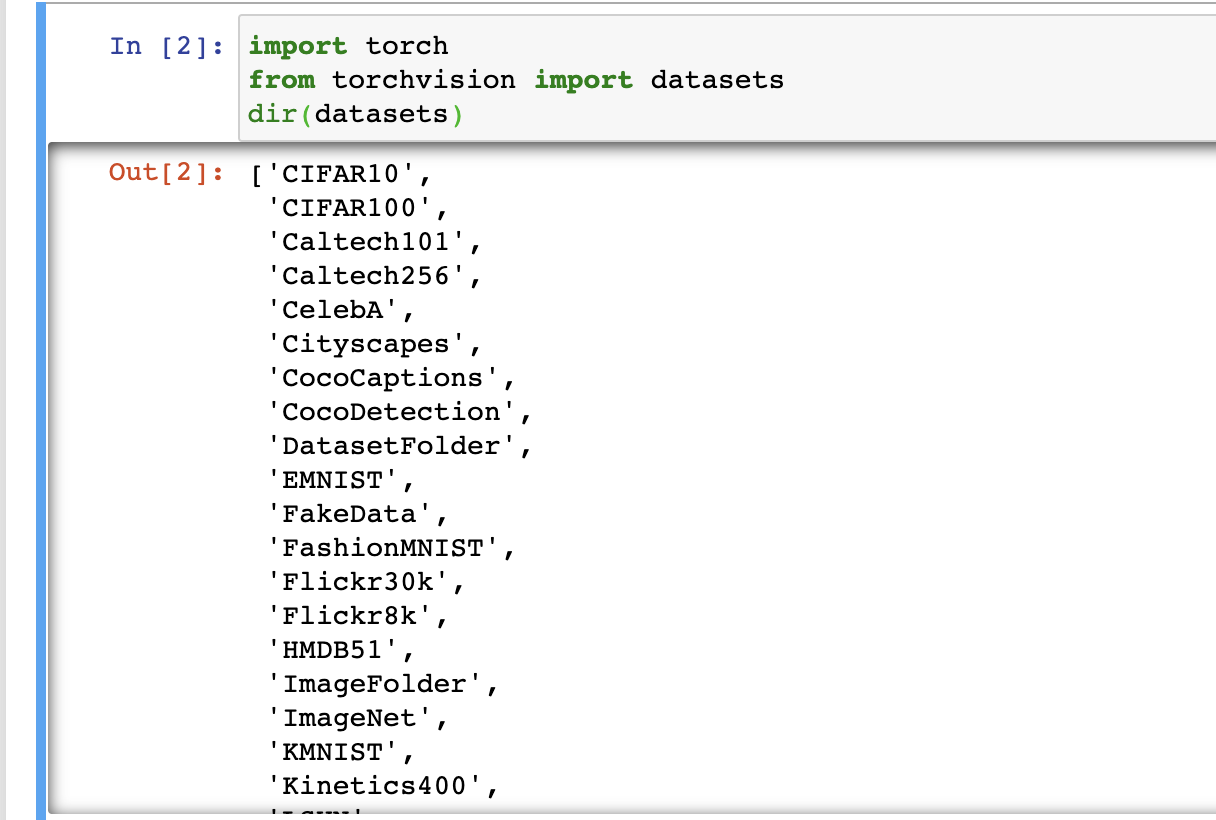 In [2]: import torch
from torchvision import datasets
dir(datasets)
Out[2]: ['CIFAR10',
'CIFAR100',
'Caltech101',
'Caltech256',
'CelebA',
'Cityscapes',
'CocoCaptions',
'CocoDetection',
'DatasetFolder',
'EMNIST',
'FakeData',
'FashionMNIST',
'Flickr30k',
'Flickr8k',
'HMDB51',
'ImageFolder',
'ImageNet',
'KMNIST',
'Kinetics400',